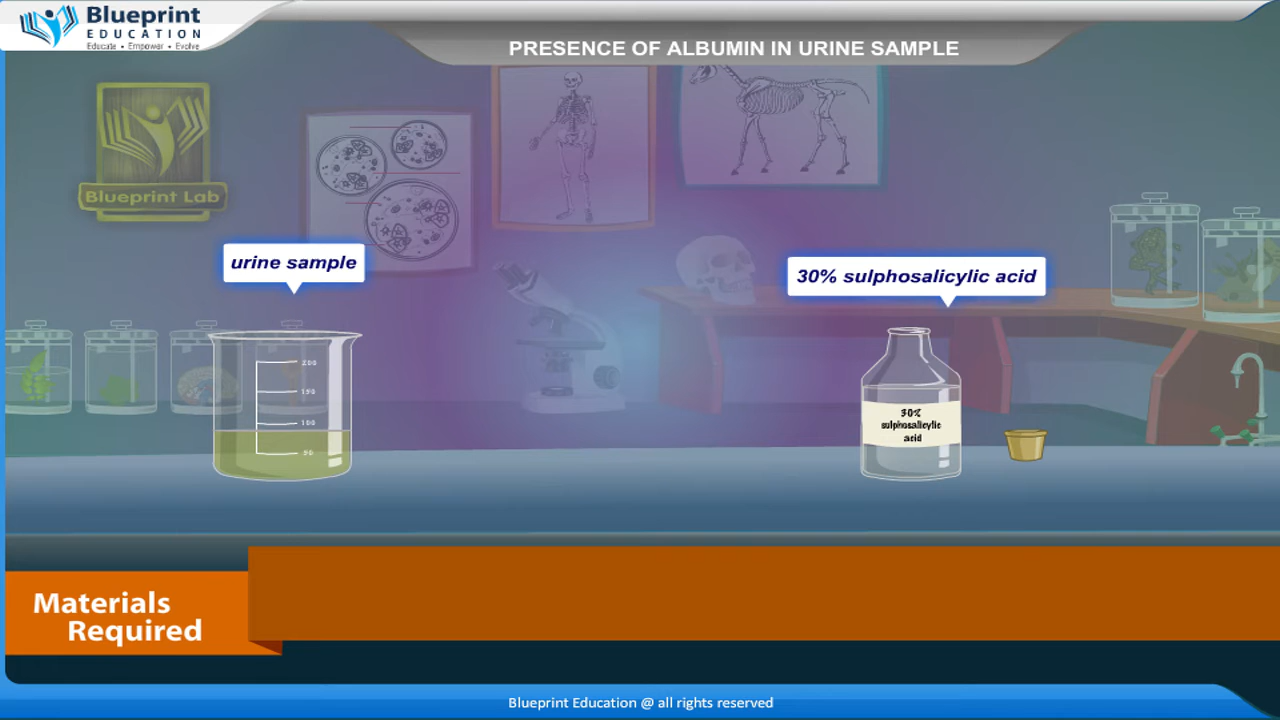 Blueprint
EDUCATION
Educate • Empower • Evolve
PRESENCE OF ALBUMIN IN URINE SAMPLE
Blueprint Lab
urine sample
30% sulphosalicylic acid
200
150
100
50
30%
sulphosalicylic
acid
Materials
Required
Blueprint Education @ all rights reserved